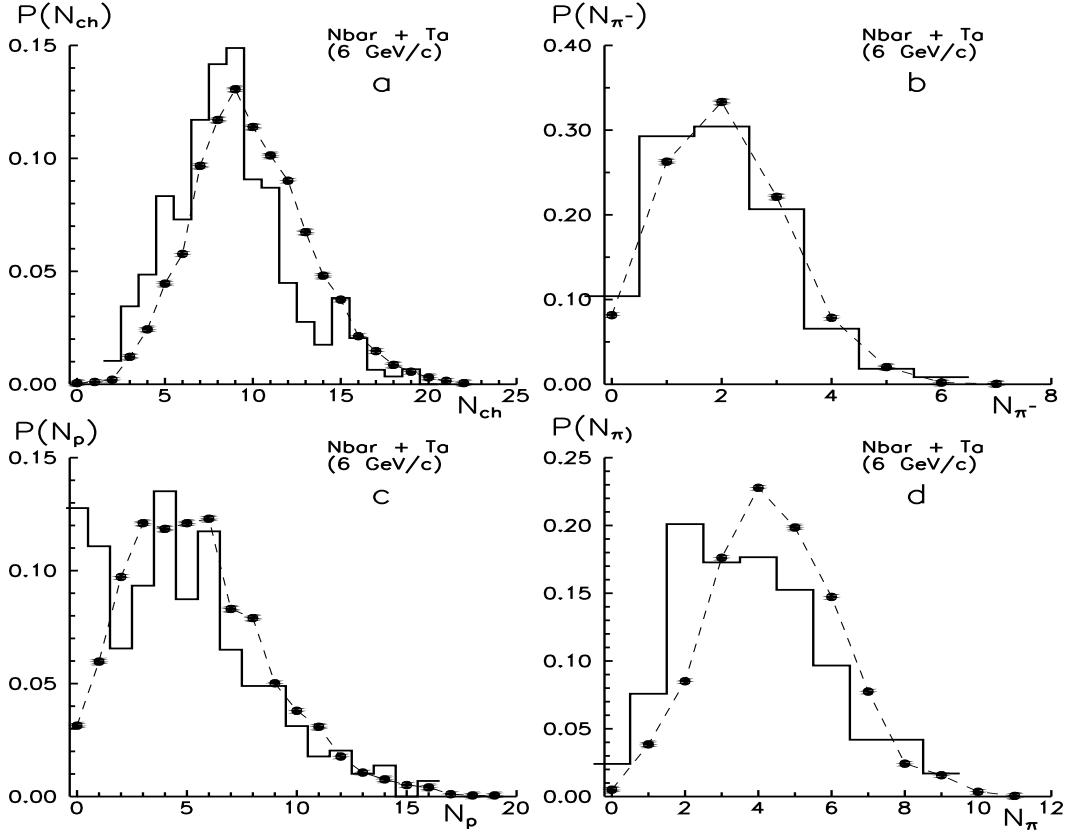 P(N_ch)
Nbar + Ta
(6 GeV/c)
a
0.15
0.10
0.05
0.00
0 5 10 15 20 25
N_ch
P(N_π-)
Nbar + Ta
(6 GeV/c)
b
0.40
0.30
0.20
0.10
0.00
0 2 4 6 8
N_π-
P(N_p)
Nbar + Ta
(6 GeV/c)
c
0.15
0.10
0.05
0.00
0 5 10 15 20
N_p
P(N_π)
Nbar + Ta
(6 GeV/c)
d
0.25
0.20
0.15
0.10
0.05
0.00
0 2 4 6 8 10 12
N_π